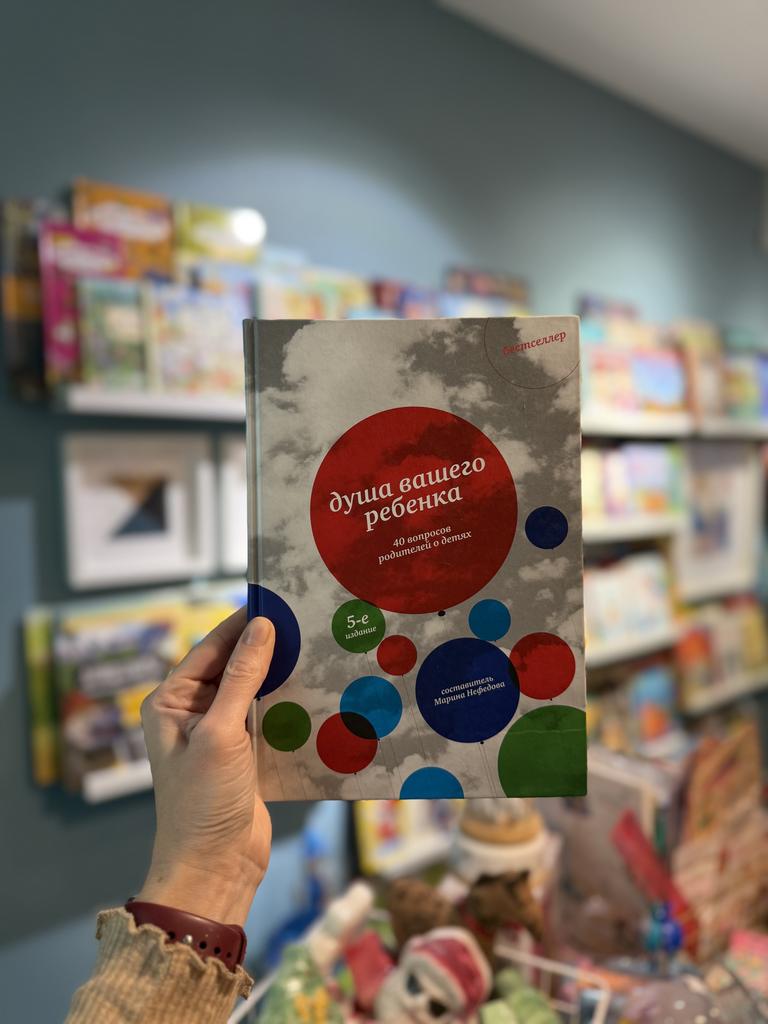 бестселлер
душа вашего
ребенка
40 вопросов
родителей о детях
5-е
издание
составитель
Марина Нефедова